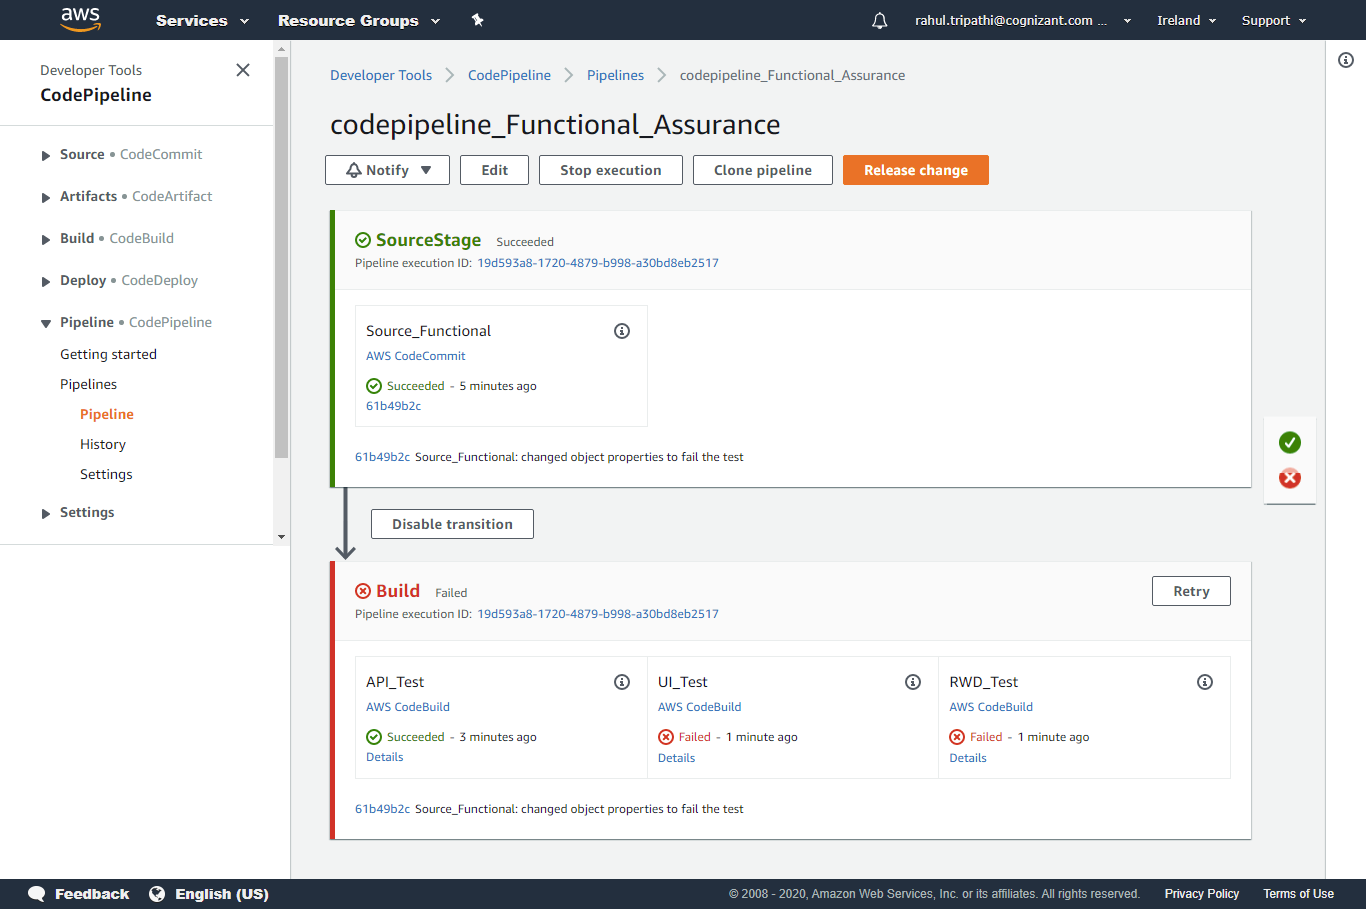 aws Services Resource Groups rahul.tripathi@cognizant.com ... Ireland Support
Developer Tools
CodePipeline
Source • CodeCommit
Artifacts • CodeArtifact
Build • CodeBuild
Deploy • CodeDeploy
Pipeline • CodePipeline
Getting started
Pipelines
Pipeline
History
Settings
Settings
Developer Tools CodePipeline Pipelines codepipeline_Functional_Assurance
codepipeline_Functional_Assurance
Notify Edit Stop execution Clone pipeline Release change
SourceStage Succeeded
Pipeline execution ID: 19d593a8-1720-4879-b998-a30bd8eb2517
Source_Functional
AWS CodeCommit
Succeeded - 5 minutes ago
61b49b2c
61b49b2c Source_Functional: changed object properties to fail the test
Disable transition
Build Failed
Retry
Pipeline execution ID: 19d593a8-1720-4879-b998-a30bd8eb2517
API_Test
AWS CodeBuild
Succeeded - 3 minutes ago
Details
UI_Test
AWS CodeBuild
Failed - 1 minute ago
Details
RWD_Test
AWS CodeBuild
Failed - 1 minute ago
Details
61b49b2c Source_Functional: changed object properties to fail the test
Feedback English (US) © 2008 - 2020, Amazon Web Services, Inc. or its affiliates. All rights reserved. Privacy Policy Terms of Use